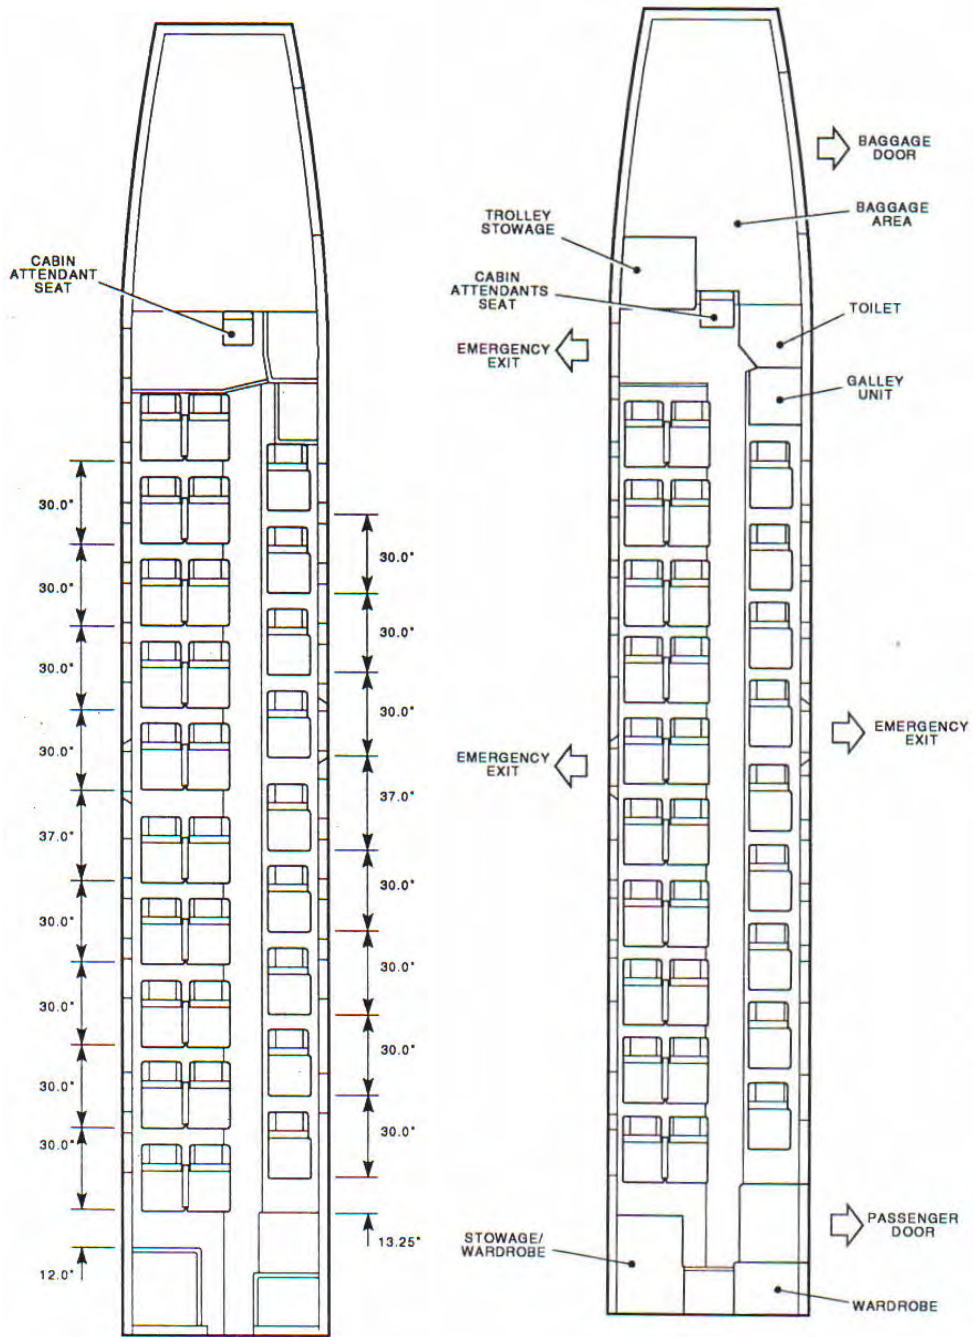 CABIN
ATTENDANT
SEAT
30.0"
30.0"
30.0"
30.0"
37.0"
30.0"
30.0"
30.0"
30.0"
12.0"
30.0"
30.0"
30.0"
37.0"
30.0"
30.0"
30.0"
30.0"
13.25"
TROLLEY
STOWAGE
CABIN
ATTENDANTS
SEAT
EMERGENCY
EXIT
EMERGENCY
EXIT
STOWAGE/
WARDROBE
BAGGAGE
DOOR
BAGGAGE
AREA
TOILET
GALLEY
UNIT
EMERGENCY
EXIT
PASSENGER
DOOR
WARDROBE